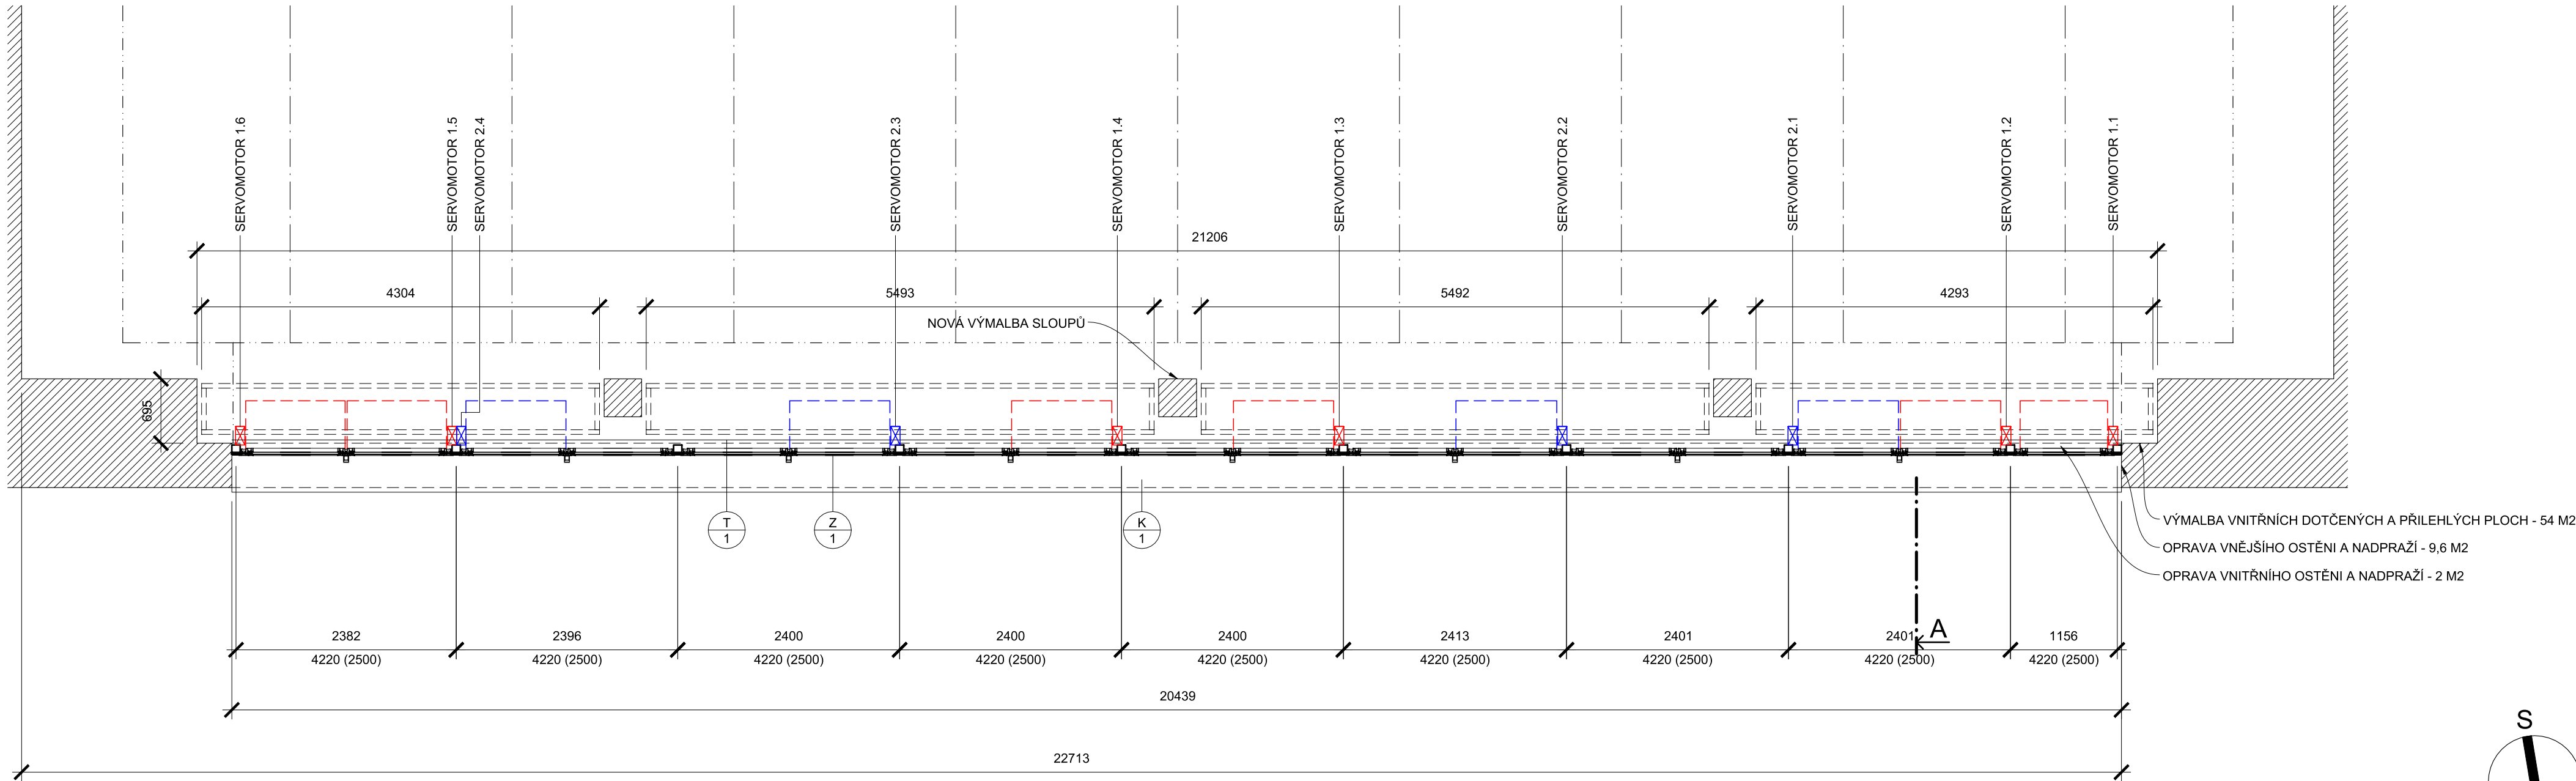 SERVOMOTOR 1.6
SERVOMOTOR 1.5
SERVOMOTOR 2.4
SERVOMOTOR 2.3
SERVOMOTOR 1.4
SERVOMOTOR 1.3
SERVOMOTOR 2.2
SERVOMOTOR 2.1
SERVOMOTOR 1.2
SERVOMOTOR 1.1
21206
4304
5493
5492
4293
NOVÁ VÝMALBA SLOUPŮ
695
T
1
Z
1
K
1
VÝMALBA VNITŘNÍCH DOTČENÝCH A PŘILEHLÝCH PLOCH - 54 M2
OPRAVA VNĚJŠÍHO OSTĚNI A NADPRAŽÍ - 9,6 M2
OPRAVA VNITŘNÍHO OSTĚNI A NADPRAŽÍ - 2 M2
A
2382
2396
2400
2400
2400
2413
2401
2401
1156
4220 (2500)
4220 (2500)
4220 (2500)
4220 (2500)
4220 (2500)
4220 (2500)
4220 (2500)
4220 (2500)
4220 (2500)
20439
S
22713